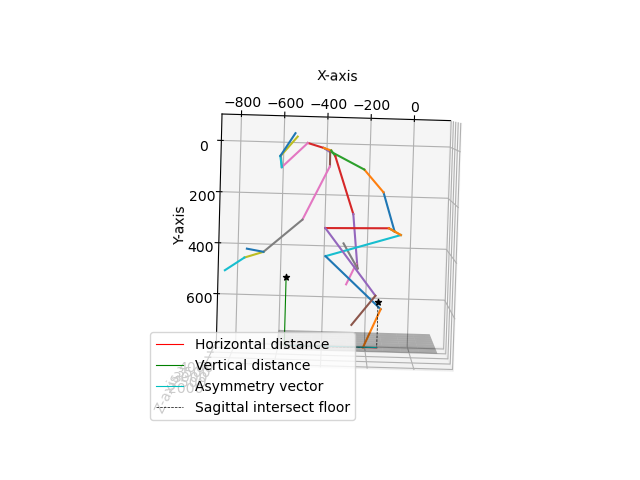 X-axis
−800 −600 −400 −200 0
0
200
Y-axis
400
600
Horizontal distance
Vertical distance
Asymmetry vector
Sagittal intersect floor